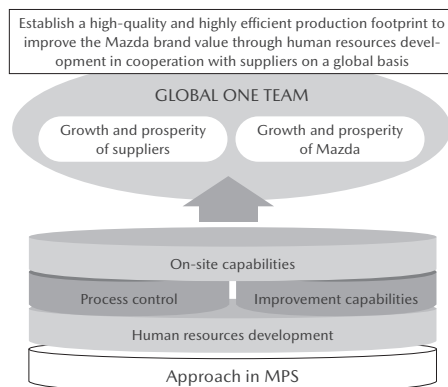 Establish a high-quality and highly efficient production footprint to
improve the Mazda brand value through human resources devel-
opment in cooperation with suppliers on a global basis
GLOBAL ONE TEAM
Growth and prosperity
of suppliers
Growth and prosperity
of Mazda
On-site capabilities
Process control
Improvement capabilities
Human resources development
Approach in MPS